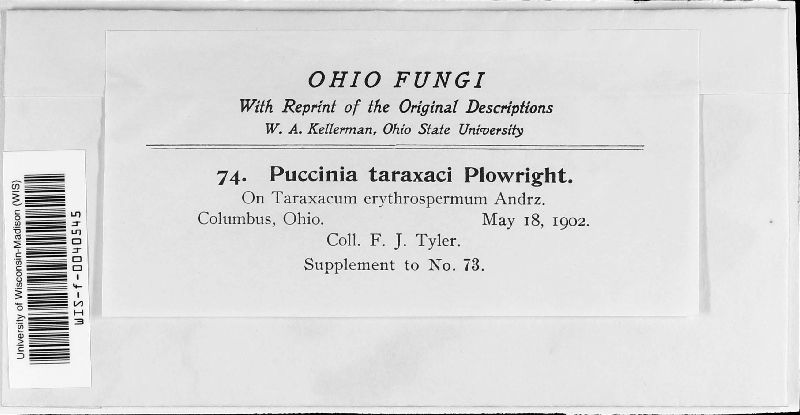 OHIO FUNGI
With Reprint of the Original Descriptions
W. A. Kellerman, Ohio State University
74. Puccinia taraxaci Plowright.
On Taraxacum erythrospermum Andrz.
Columbus, Ohio. May 18, 1902.
Coll. F. J. Tyler.
Supplement to No. 73.
University of Wisconsin-Madison (WIS)
WIS-f-0040545